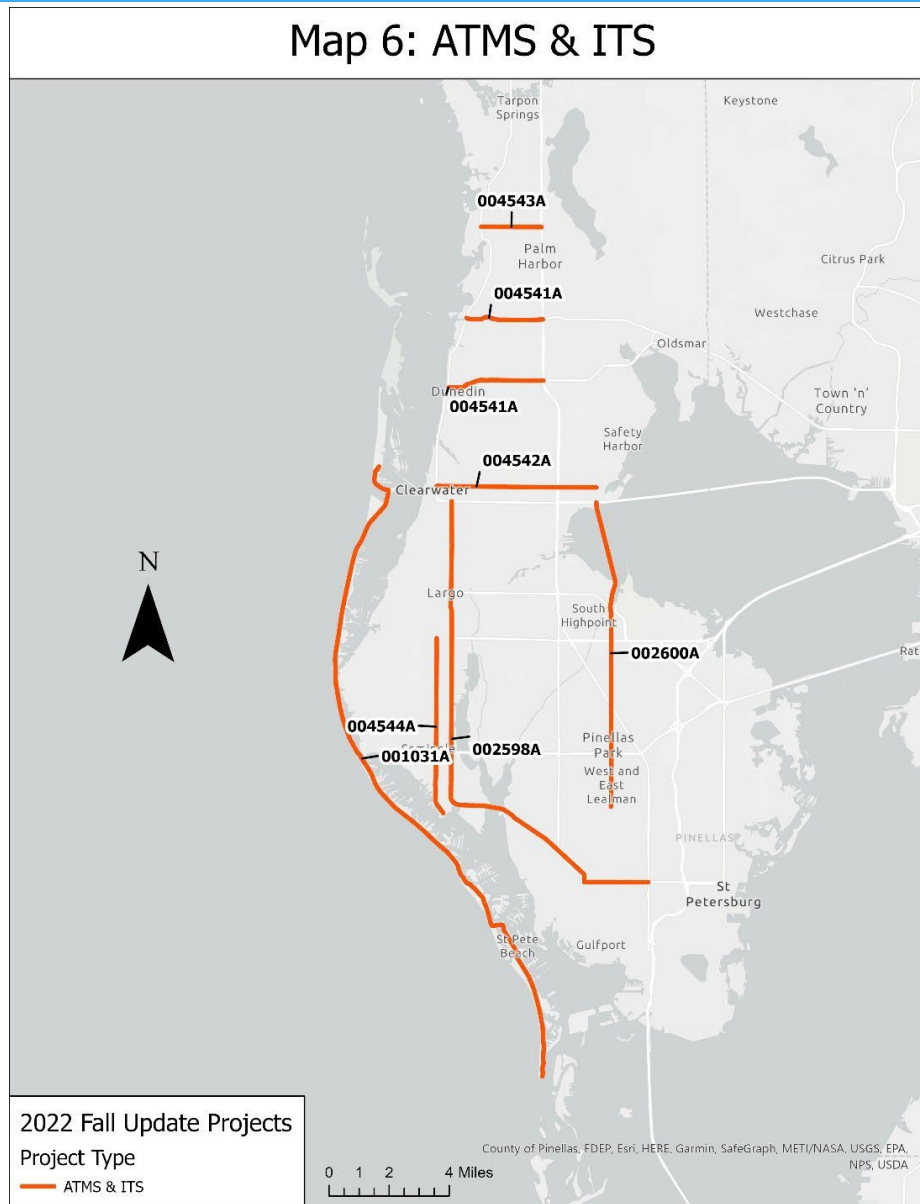 Map 6: ATMS & ITS
Tarpon
Springs
Keystone
004543A
Palm
Harbor
Citrus Park
004541A
Westchase
Oldsmar
Dunedin
004541A
Town 'n'
Country
Safety
Harbor
004542A
Clearwater
N
Largo
South
Highpoint
002600A
Rat
004544A
002598A
001031A
Pinellas
Park
West and
East
Lealman
PINELLAS
St
Petersburg
St Pete
Beach
Gulfport
2022 Fall Update Projects
Project Type
ATMS & ITS
0 1 2 4 Miles
County of Pinellas, FDEP, Esri, HERE, Garmin, SafeGraph, METI/NASA, USGS, EPA,
NPS, USDA